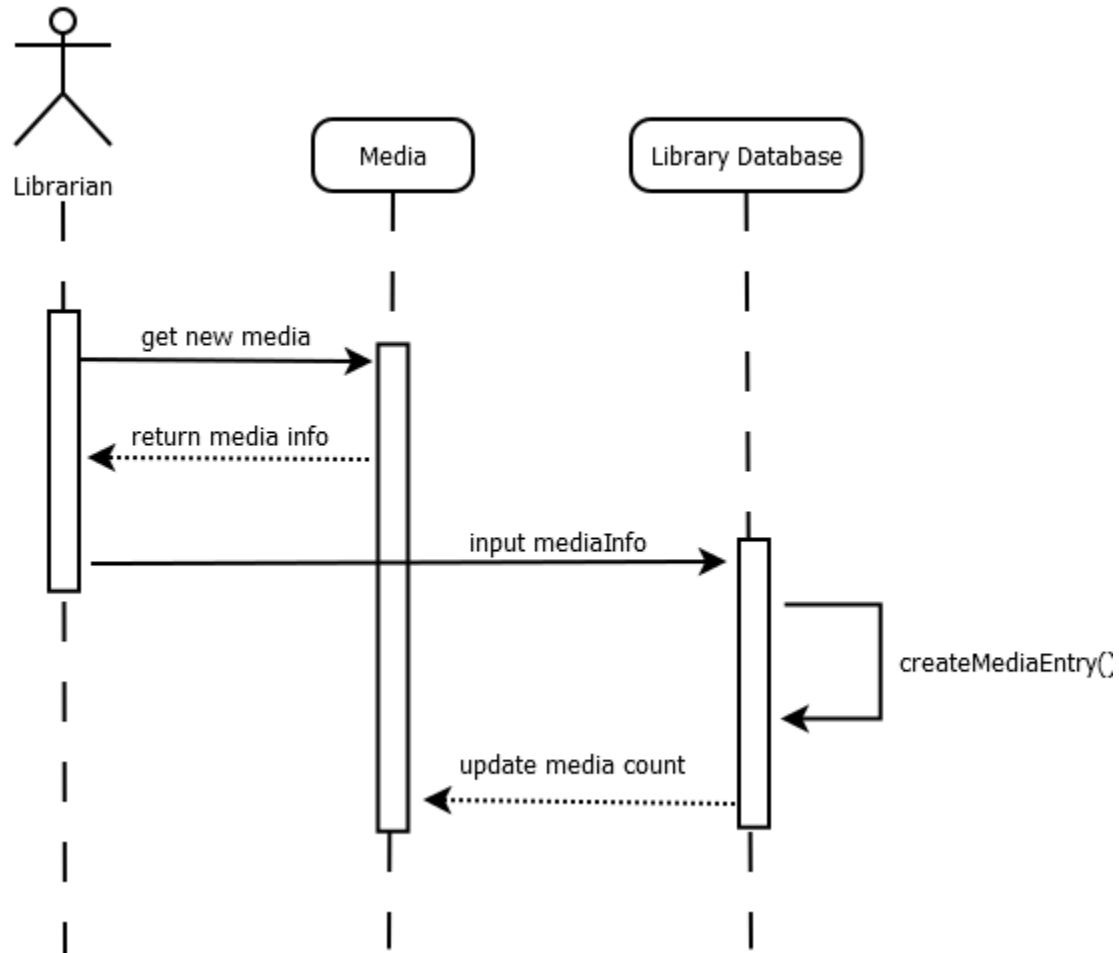 Librarian
Media
Library Database
get new media
return media info
input mediaInfo
createMediaEntry()
update media count